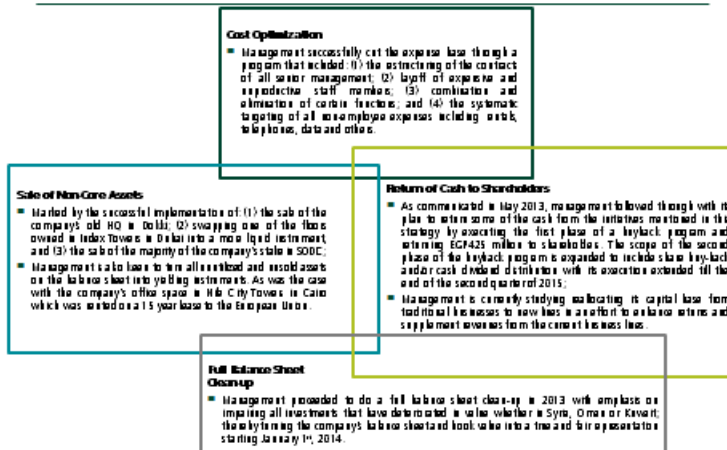 Cost Optimization
Management successfully cut the expense base through a
program that included: (1) the restructuring of the contract
of all senior management; (2) layoff of expensive and
unproductive staff members; (3) combination and
elimination of certain functions; and (4) the systematic
targeting of all non-employee expenses including rentals,
telephones, data and others.
Sale of Non-Core Assets
Marked by the successful implementation of: (1) the sale of the
company's old HQ in Dokki; (2) swapping one of the floors
owned in Index Towers in Dubai into a more liquid instrument,
and (3) the sale of the majority of the company's stake in SODIC;
Management is also keen to turn all unutilized and unsold assets
on the balance sheet into yielding instruments. As was the case
with the company's office space in Nile City Towers in Cairo
which was rented on a 15 year lease to the European Union.
Return of Cash to Shareholders
As communicated in May 2013, management followed through with its
plan to return some of the cash from the initiatives mentioned in this
strategy by executing the first phase of a buyback program and
returning EGP425 million to shareholders. The scope of the second
phase of the buyback program is expanded to include share buy-back
and/or cash dividend distribution with its execution extended till the
end of the second quarter of 2015;
Management is currently studying reallocating its capital base from
traditional businesses to new lines in an effort to enhance returns and
supplement revenues from the current business lines.
Full Balance Sheet
Clean-up
Management proceeded to do a full balance sheet clean-up in 2013 with emphasis on
impairing all investments that have deteriorated in value whether in Syria, Oman or Kuwait;
thereby turning the company's balance sheet and book value into a true and fair representation
starting January 1st, 2014.